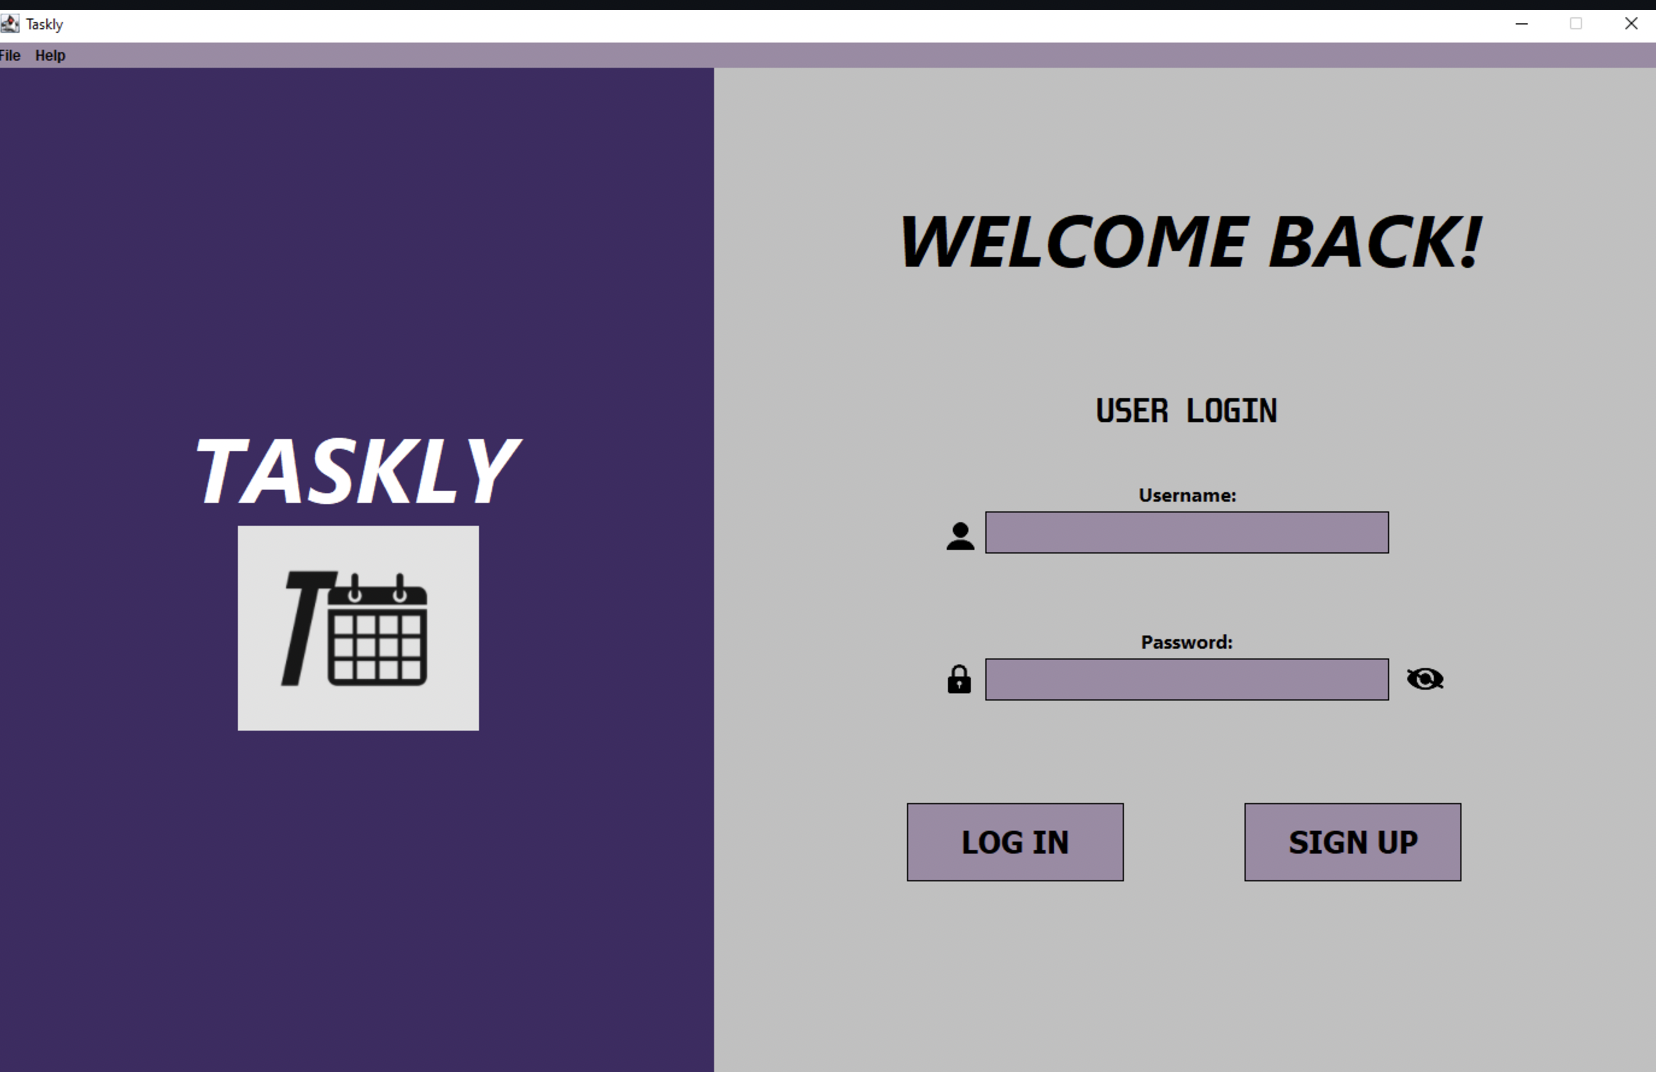 Taskly
File Help
TASKLY
T
WELCOME BACK!
USER LOGIN
Username:
Password:
LOG IN
SIGN UP